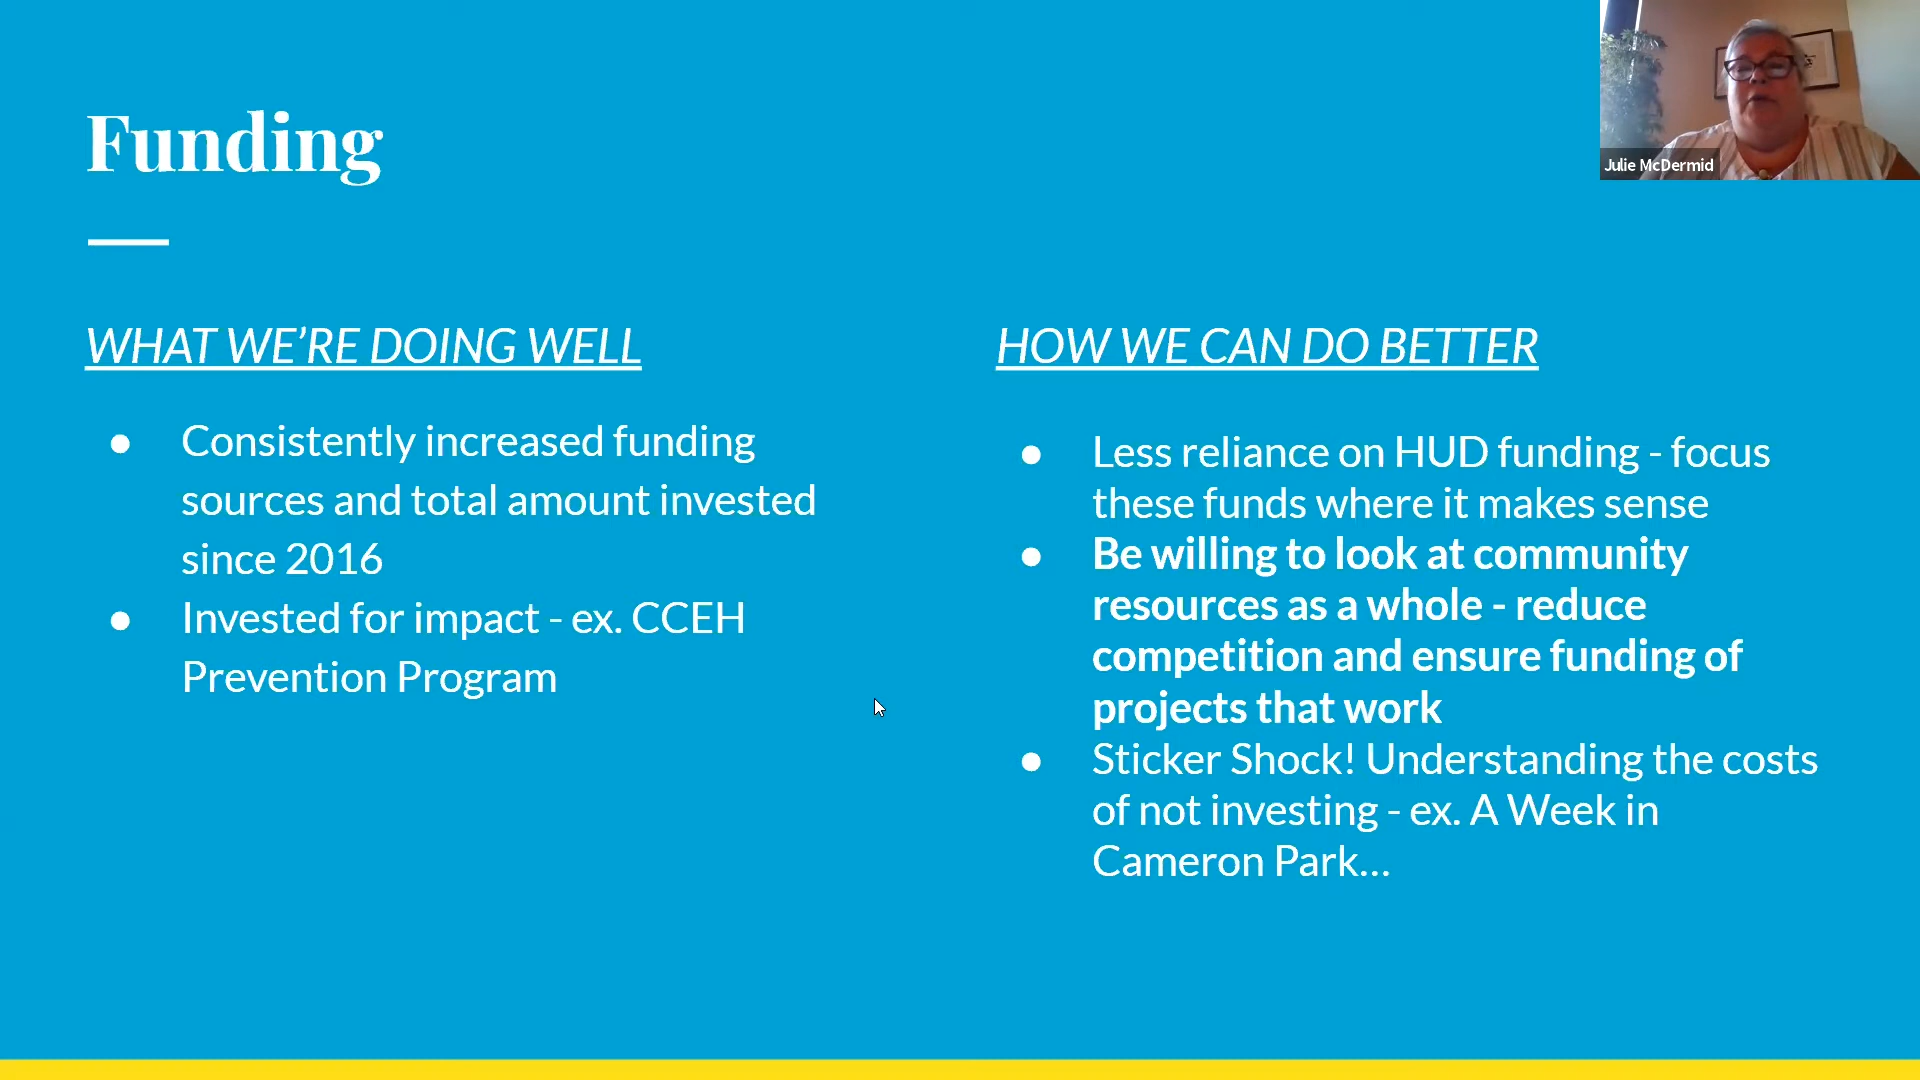 Funding
WHAT WE’RE DOING WELL
● Consistently increased funding
sources and total amount invested
since 2016
● Invested for impact - ex. CCEH
Prevention Program
HOW WE CAN DO BETTER
● Less reliance on HUD funding - focus
these funds where it makes sense
● Be willing to look at community
resources as a whole - reduce
competition and ensure funding of
projects that work
● Sticker Shock! Understanding the costs
of not investing - ex. A Week in
Cameron Park...
Julie McDermid